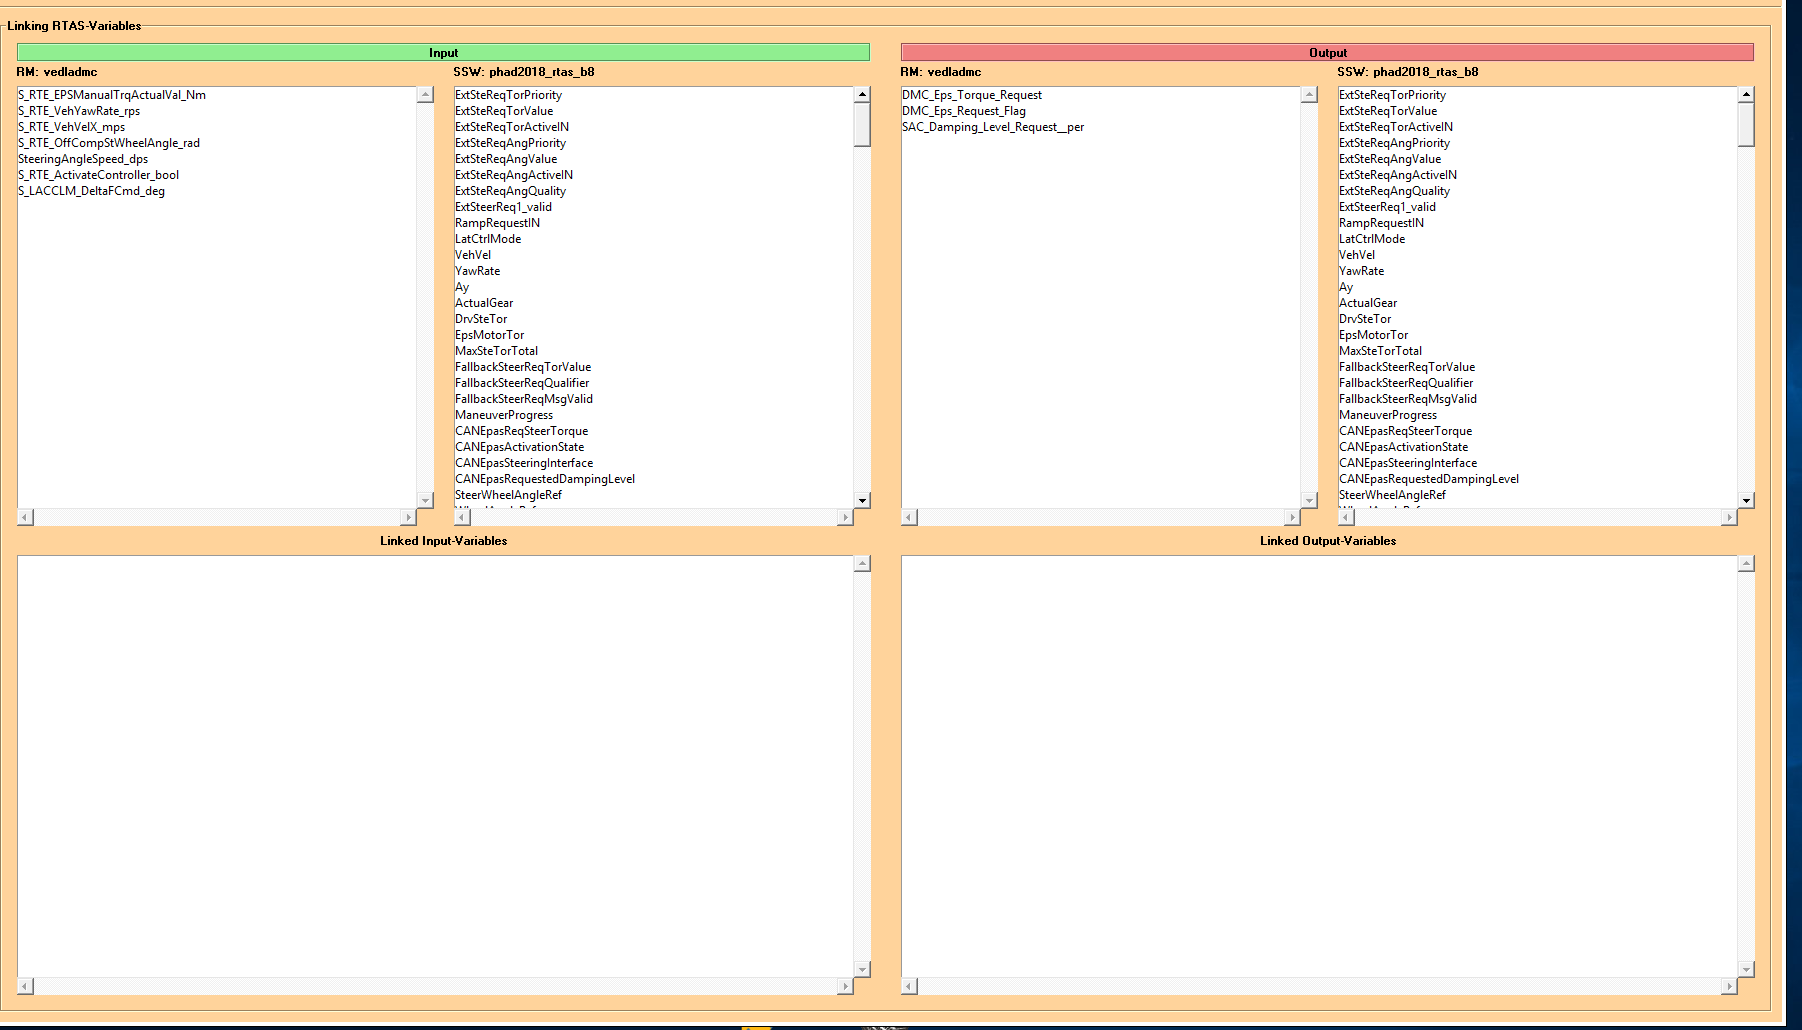 Linking RTAS-Variables
Input
RM: vedladmc
SSW: phad2018_rtas_b8
S_RTE_EPSManualTrqActualVal_Nm
S_RTE_VehYawRate_rps
S_RTE_VehVelX_mps
S_RTE_OffCompStWheelAngle_rad
SteeringAngleSpeed_dps
S_RTE_ActivateController_bool
S_LACCLM_DeltaFCmd_deg
ExtSteReqTorPriority
ExtSteReqTorValue
ExtSteReqTorActiveIN
ExtSteReqAngPriority
ExtSteReqAngValue
ExtSteReqAngActiveIN
ExtSteReqAngQuality
ExtSteerReq1_valid
RampRequestIN
LatCtrlMode
VehVel
YawRate
Ay
ActualGear
DrvSteTor
EpsMotorTor
MaxSteTorTotal
FallbackSteerReqTorValue
FallbackSteerReqQualifier
FallbackSteerReqMsgValid
ManeuverProgress
CANEpasReqSteerTorque
CANEpasActivationState
CANEpasSteeringInterface
CANEpasRequestedDampingLevel
SteerWheelAngleRef
Linked Input-Variables
Output
RM: vedladmc
SSW: phad2018_rtas_b8
DMC_Eps_Torque_Request
DMC_Eps_Request_Flag
SAC_Damping_Level_Request__per
ExtSteReqTorPriority
ExtSteReqTorValue
ExtSteReqTorActiveIN
ExtSteReqAngPriority
ExtSteReqAngValue
ExtSteReqAngActiveIN
ExtSteReqAngQuality
ExtSteerReq1_valid
RampRequestIN
LatCtrlMode
VehVel
YawRate
Ay
ActualGear
DrvSteTor
EpsMotorTor
MaxSteTorTotal
FallbackSteerReqTorValue
FallbackSteerReqQualifier
FallbackSteerReqMsgValid
ManeuverProgress
CANEpasReqSteerTorque
CANEpasActivationState
CANEpasSteeringInterface
CANEpasRequestedDampingLevel
SteerWheelAngleRef
Linked Output-Variables